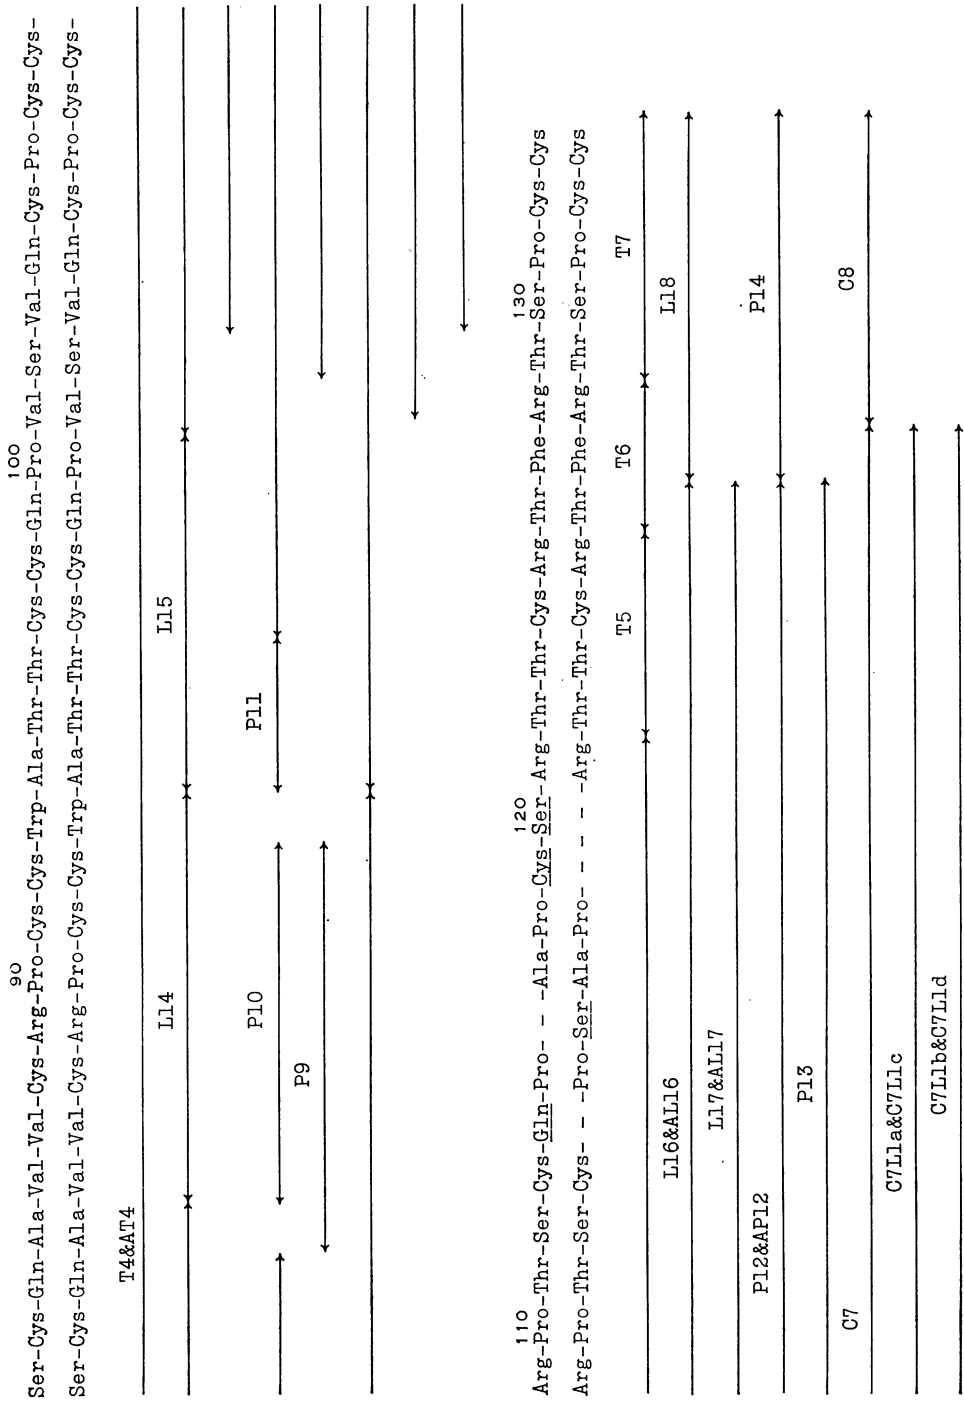 90 100
Ser-Cys-Gln-Ala-Val-Val-Cys-Arg-Pro-Cys-Cys-Trp-Ala-Thr-Thr-Cys-Cys-Gln-Pro-Val-Ser-Val-Gln-Cys-Pro-Cys-Cys-
Ser-Cys-Gln-Ala-Val-Val-Cys-Arg-Pro-Cys-Cys-Trp-Ala-Thr-Thr-Cys-Cys-Gln-Pro-Val-Ser-Val-Gln-Cys-Pro-Cys-Cys-
T4&AT4
L14 L15
P10 P11
P9
110 120 130
Arg-Pro-Thr-Ser-Cys-Gln-Pro- - -Ala-Pro-Cys-Ser-Arg-Thr-Thr-Cys-Arg-Thr-Phe-Arg-Thr-Ser-Pro-Cys-Cys
Arg-Pro-Thr-Ser-Cys- - -Pro-Ser-Ala-Pro- - - - -Arg-Thr-Thr-Cys-Arg-Thr-Phe-Arg-Thr-Ser-Pro-Cys-Cys
T5 T6 T7
L16&AL16 L18
L17&AL17
P12&AP12 P14
P13
C7 C8
C7L1a&C7L1c
C7L1b&C7L1d